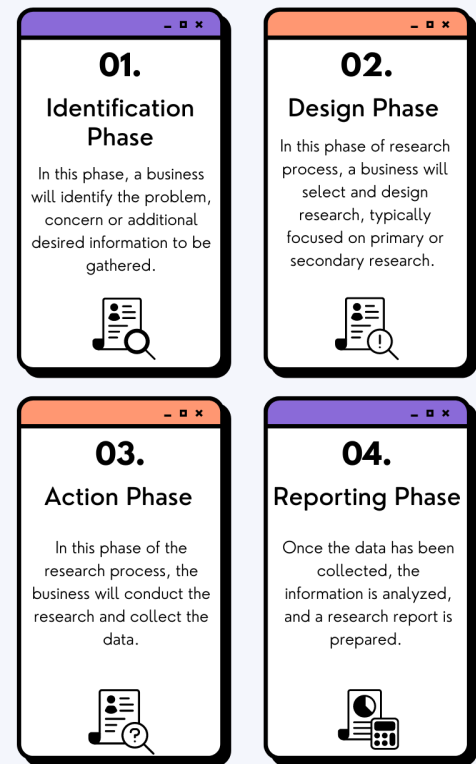 01.
Identification
Phase
In this phase, a business
will identify the problem,
concern or additional
desired information to be
gathered.
02.
Design Phase
In this phase of research
process, a business will
select and design
research, typically
focused on primary or
secondary research.
03.
Action Phase
In this phase of the
research process, the
business will conduct the
research and collect the
data.
04.
Reporting Phase
Once the data has been
collected, the
information is analyzed,
and a research report is
prepared.